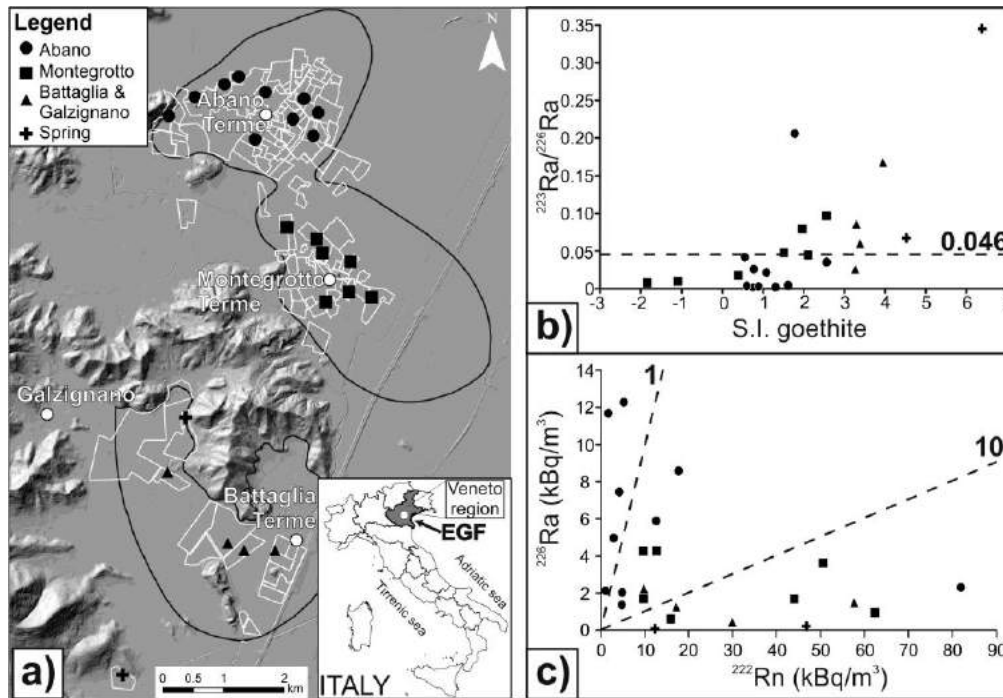 Legend
Abano
Montegrotto
Battaglia &
Galzignano
Spring
N
Abano
Terme
Montegrotto
Terme
Galzignano
Battaglia
Terme
Veneto
region
EGF
Adriatic sea
Tirrenic sea
ITALY
0 0.5 1 2
km
a)
0.35
0.30
0.25
0.20
0.15
0.10
0.05
0
²²³Ra/²²⁶Ra
0.046
-3 -2 -1 0 1 2 3 4 5 6 7
S.I. goethite
b)
14
12
10
8
6
4
2
0
²²⁶Ra (kBq/m³)
1
10
0 10 20 30 40 50 60 70 80 90
²²²Rn (kBq/m³)
c)